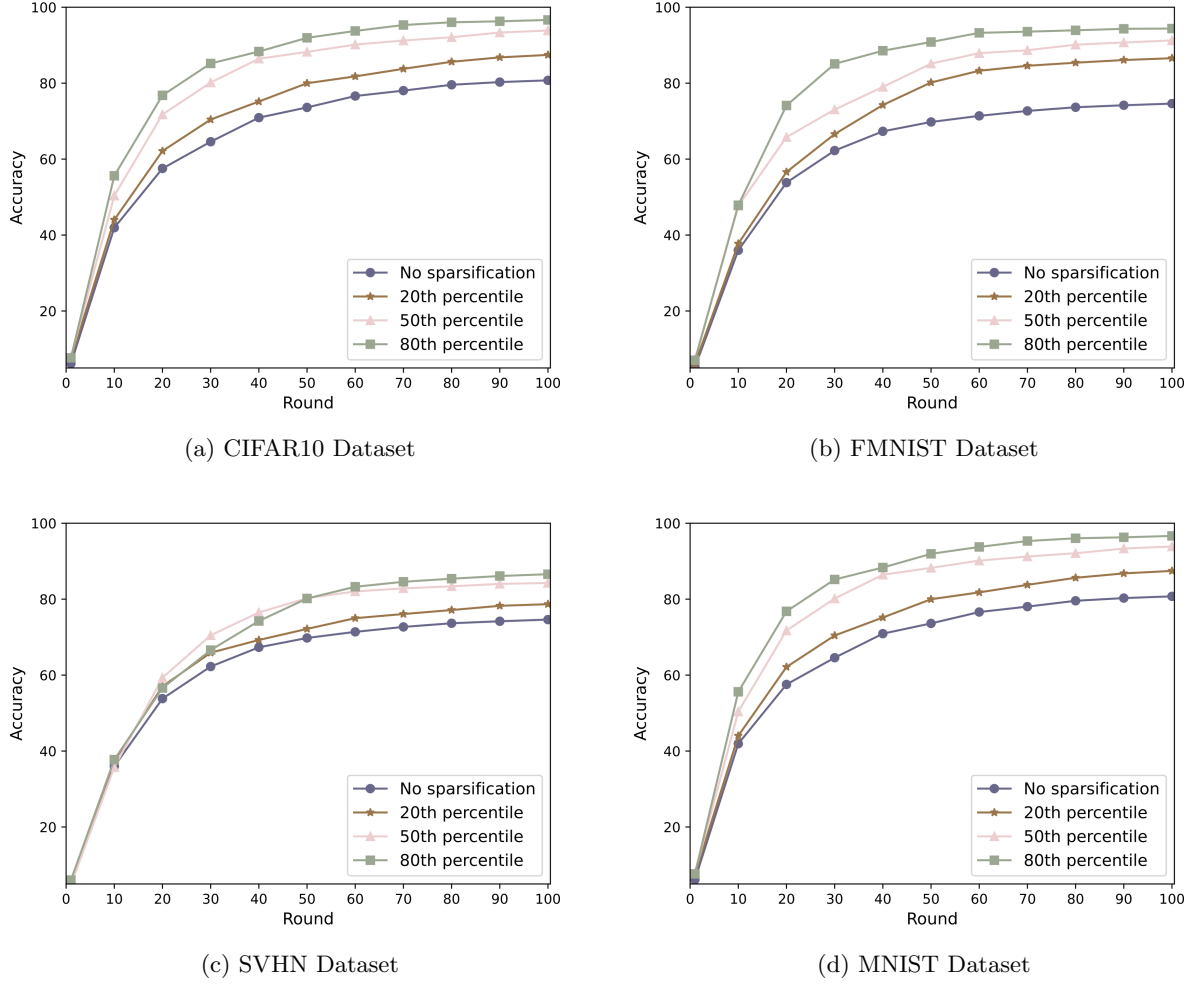 100
80
60
40
20
Accuracy
No sparsification
20th percentile
50th percentile
80th percentile
0 10 20 30 40 50 60 70 80 90 100
Round
(a) CIFAR10 Dataset
100
80
60
40
20
Accuracy
No sparsification
20th percentile
50th percentile
80th percentile
0 10 20 30 40 50 60 70 80 90 100
Round
(b) FMNIST Dataset
100
80
60
40
20
Accuracy
No sparsification
20th percentile
50th percentile
80th percentile
0 10 20 30 40 50 60 70 80 90 100
Round
(c) SVHN Dataset
100
80
60
40
20
Accuracy
No sparsification
20th percentile
50th percentile
80th percentile
0 10 20 30 40 50 60 70 80 90 100
Round
(d) MNIST Dataset